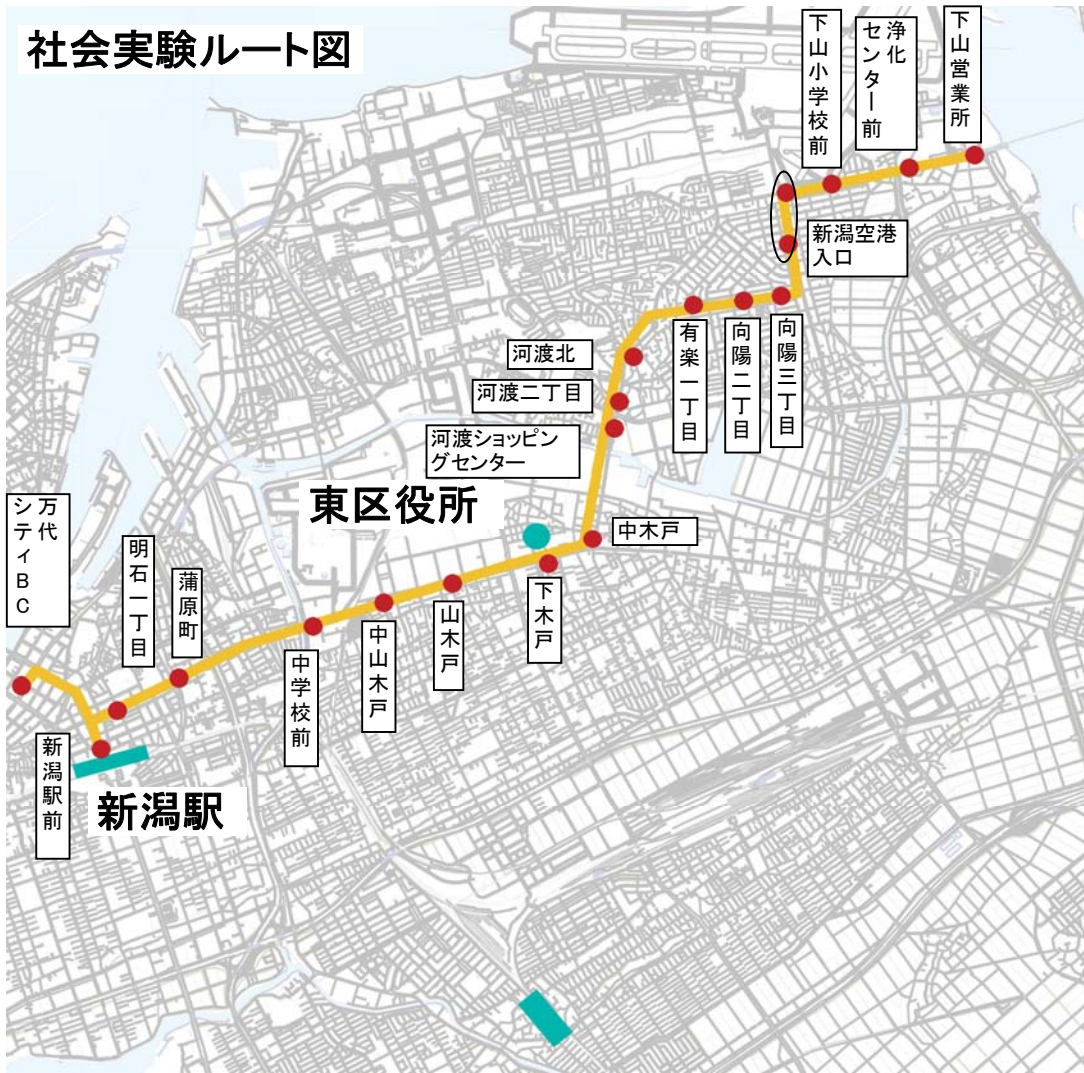 社会実験ルート図
下山小学校前
浄化
センター前
下山営業所
新潟空港
入口
有楽一丁目
向陽二丁目
向陽三丁目
河渡北
河渡二丁目
河渡ショッピン
グセンター
東区役所
中木戸
万代
シティBC
明石一丁目
蒲原町
下木戸
山木戸
中山木戸
中学校前
新潟駅前
新潟駅